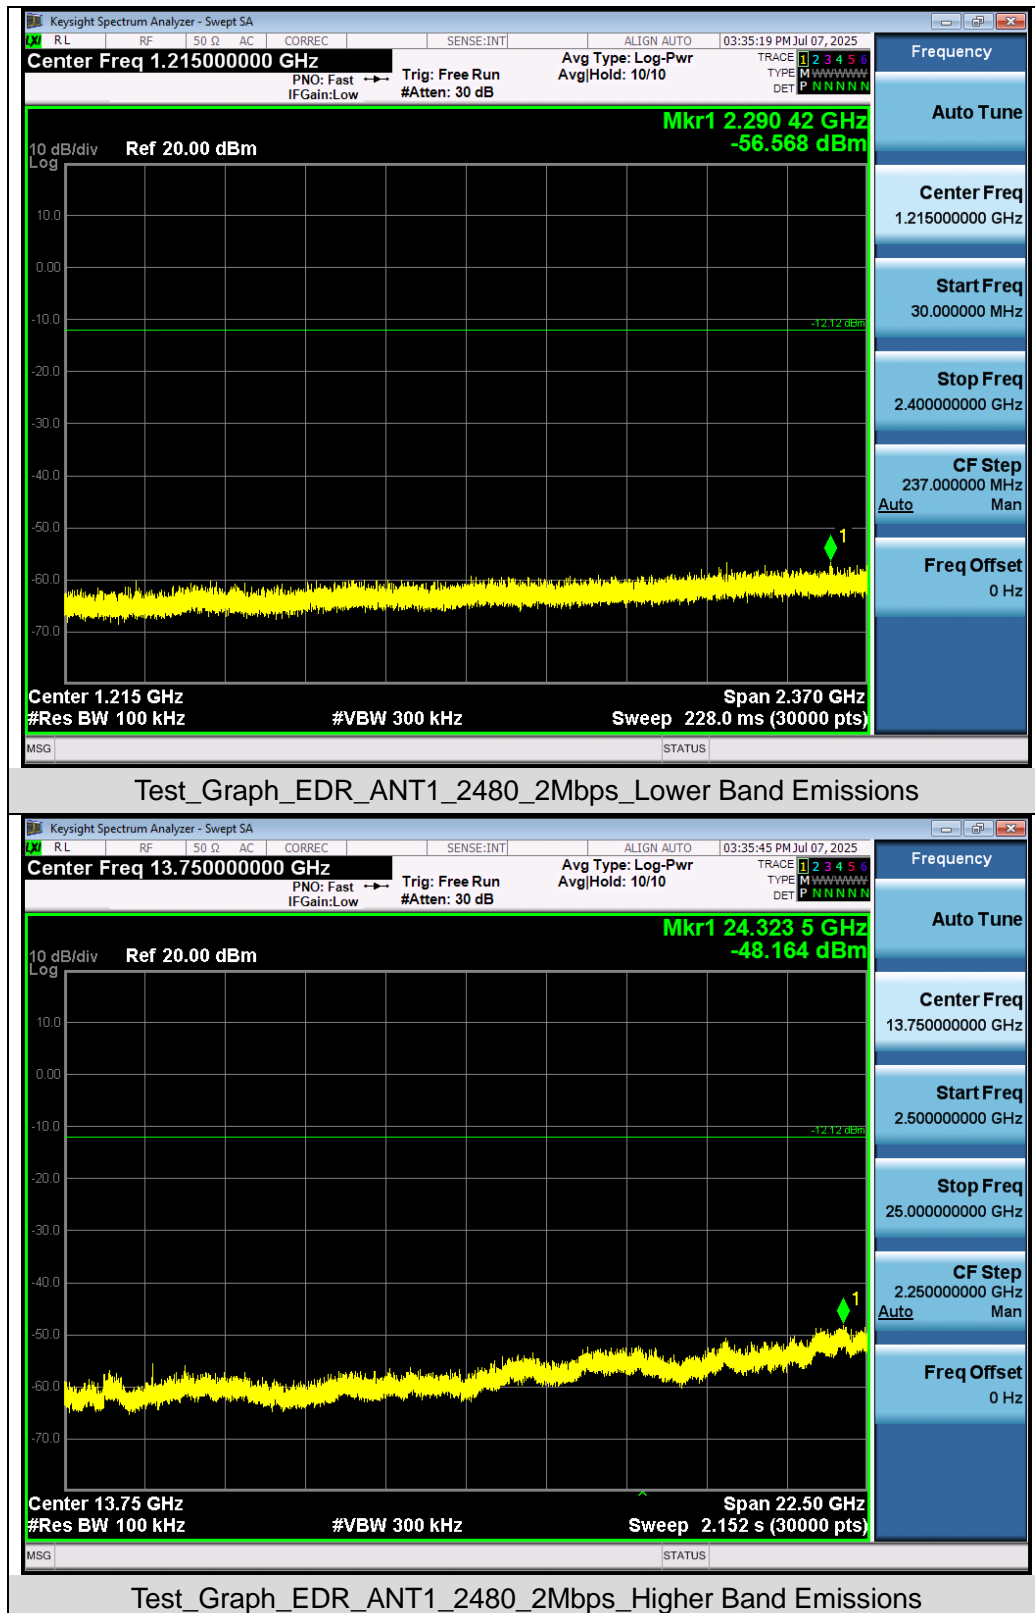 Keysight Spectrum Analyzer - Swept SA
LXI RL RF 50 Ω AC CORREC SENSE:INT ALIGN AUTO 03:35:19 PM Jul 07, 2025
Center Freq 1.215000000 GHz
PNO: Fast
IFGain:Low
Trig: Free Run
#Atten: 30 dB
Avg Type: Log-Pwr
Avg|Hold: 10/10
TRACE 1 2 3 4 5 6
TYPE M WWWWW
DET P N N N N N
Mkr1 2.290 42 GHz
-56.568 dBm
10 dB/div Ref 20.00 dBm
Log
10.0
0.00
-10.0
-12.12 dBm
-20.0
-30.0
-40.0
-50.0
1
-60.0
-70.0
Center 1.215 GHz Span 2.370 GHz
#Res BW 100 kHz #VBW 300 kHz Sweep 228.0 ms (30000 pts)
MSG STATUS
Frequency
Auto Tune
Center Freq
1.215000000 GHz
Start Freq
30.000000 MHz
Stop Freq
2.400000000 GHz
CF Step
237.000000 MHz
Auto Man
Freq Offset
0 Hz
Test_Graph_EDR_ANT1_2480_2Mbps_Lower Band Emissions
Keysight Spectrum Analyzer - Swept SA
LXI RL RF 50 Ω AC CORREC SENSE:INT ALIGN AUTO 03:35:45 PM Jul 07, 2025
Center Freq 13.750000000 GHz
PNO: Fast
IFGain:Low
Trig: Free Run
#Atten: 30 dB
Avg Type: Log-Pwr
Avg|Hold: 10/10
TRACE 1 2 3 4 5 6
TYPE M WWWWW
DET P N N N N N
Mkr1 24.323 5 GHz
-48.164 dBm
10 dB/div Ref 20.00 dBm
Log
10.0
0.00
-10.0
-12.12 dBm
-20.0
-30.0
-40.0
1
-50.0
-60.0
-70.0
Center 13.75 GHz Span 22.50 GHz
#Res BW 100 kHz #VBW 300 kHz Sweep 2.152 s (30000 pts)
MSG STATUS
Frequency
Auto Tune
Center Freq
13.750000000 GHz
Start Freq
2.500000000 GHz
Stop Freq
25.000000000 GHz
CF Step
2.250000000 GHz
Auto Man
Freq Offset
0 Hz
Test_Graph_EDR_ANT1_2480_2Mbps_Higher Band Emissions